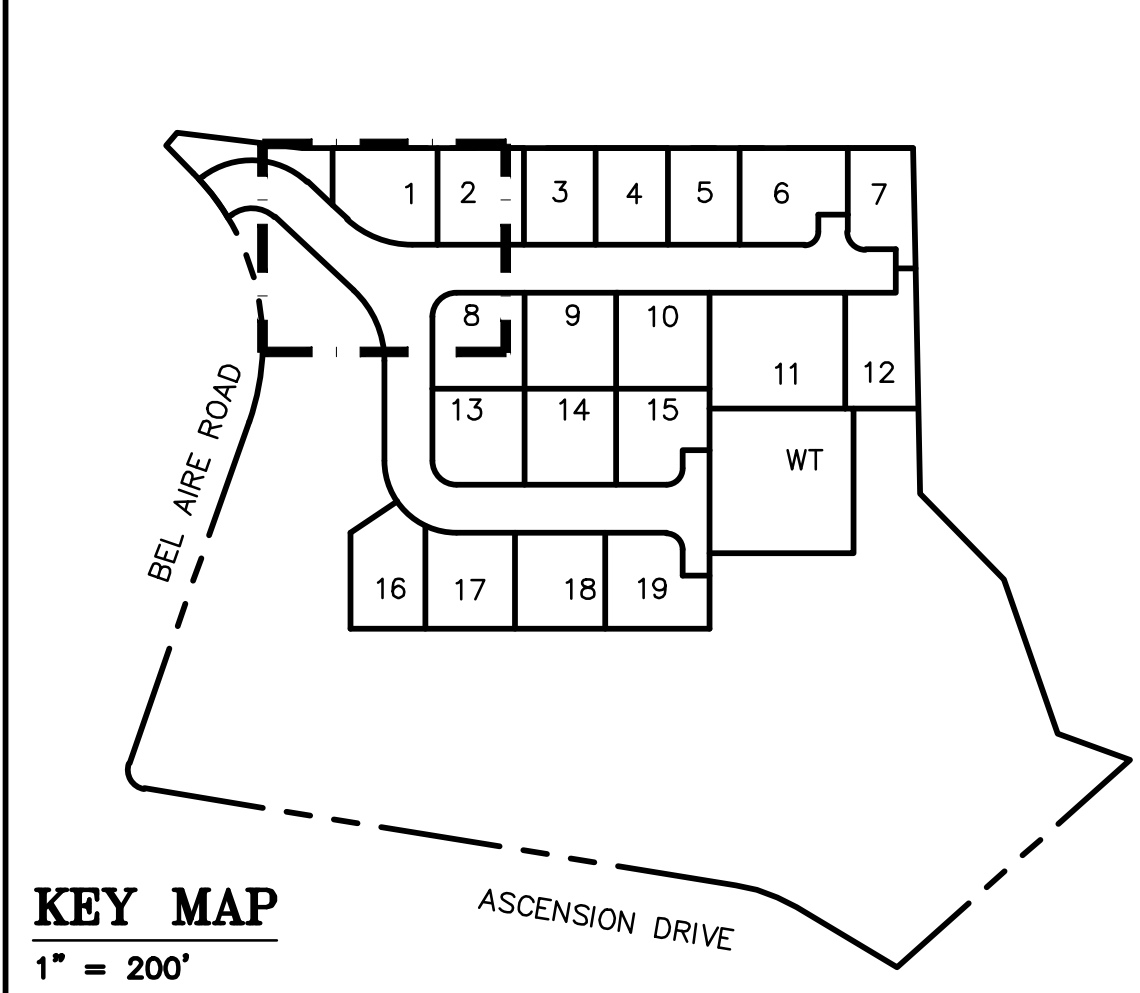 1 2 3 4 5 6 7
8 9 10 11 12
13 14 15
WT
16 17 18 19
BEL AIRE ROAD
ASCENSION DRIVE
KEY MAP
1" = 200'